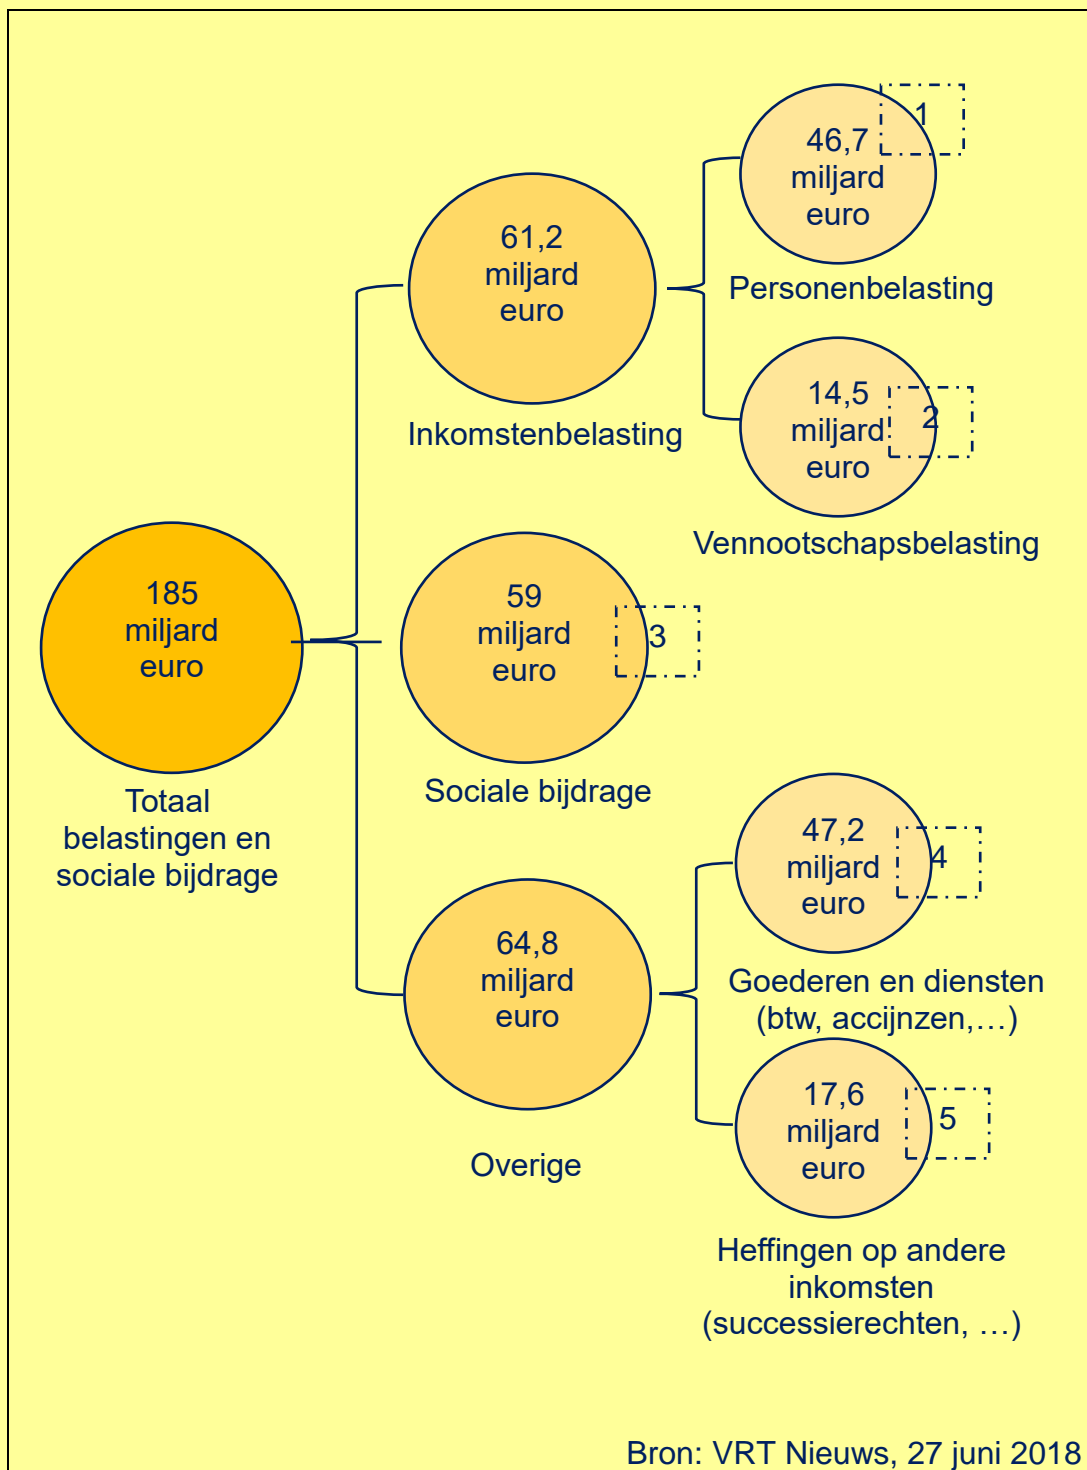 185
miljard
euro
Totaal
belastingen en
sociale bijdrage
61,2
miljard
euro
Inkomstenbelasting
46,7
miljard
euro
1
Personenbelasting
14,5
miljard
euro
2
Vennootschapsbelasting
59
miljard
euro
3
Sociale bijdrage
64,8
miljard
euro
Overige
47,2
miljard
euro
4
Goederen en diensten
(btw, accijnzen,…)
17,6
miljard
euro
5
Heffingen op andere
inkomsten
(successierechten, …)
Bron: VRT Nieuws, 27 juni 2018